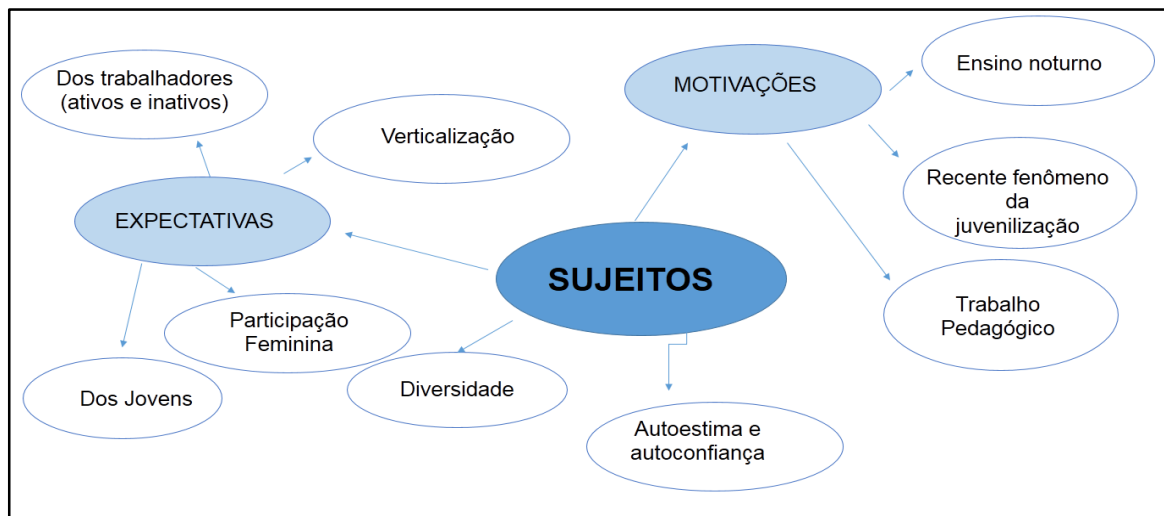 Dos trabalhadores
(ativos e inativos)
Verticalização
EXPECTATIVAS
Participação
Feminina
Dos Jovens
SUJEITOS
Diversidade
Autoestima e
autoconfiança
MOTIVAÇÕES
Ensino noturno
Recente fenômeno
da
juvenilização
Trabalho
Pedagógico